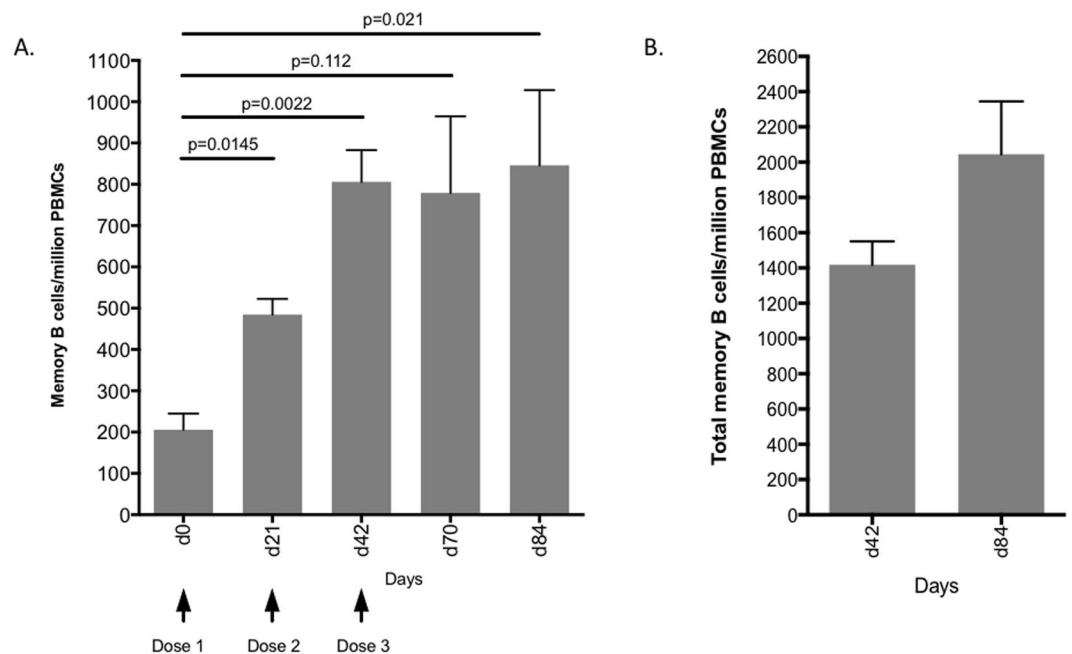 A.
p=0.021
p=0.112
p=0.0022
p=0.0145
Memory B cells/million PBMCs
1100
1000
900
800
700
600
500
400
300
200
100
0
d0 d21 d42 d70 d84
Days
Dose 1 Dose 2 Dose 3
B.
Total memory B cells/million PBMCs
2600
2400
2200
2000
1800
1600
1400
1200
1000
800
600
400
200
0
d42 d84
Days